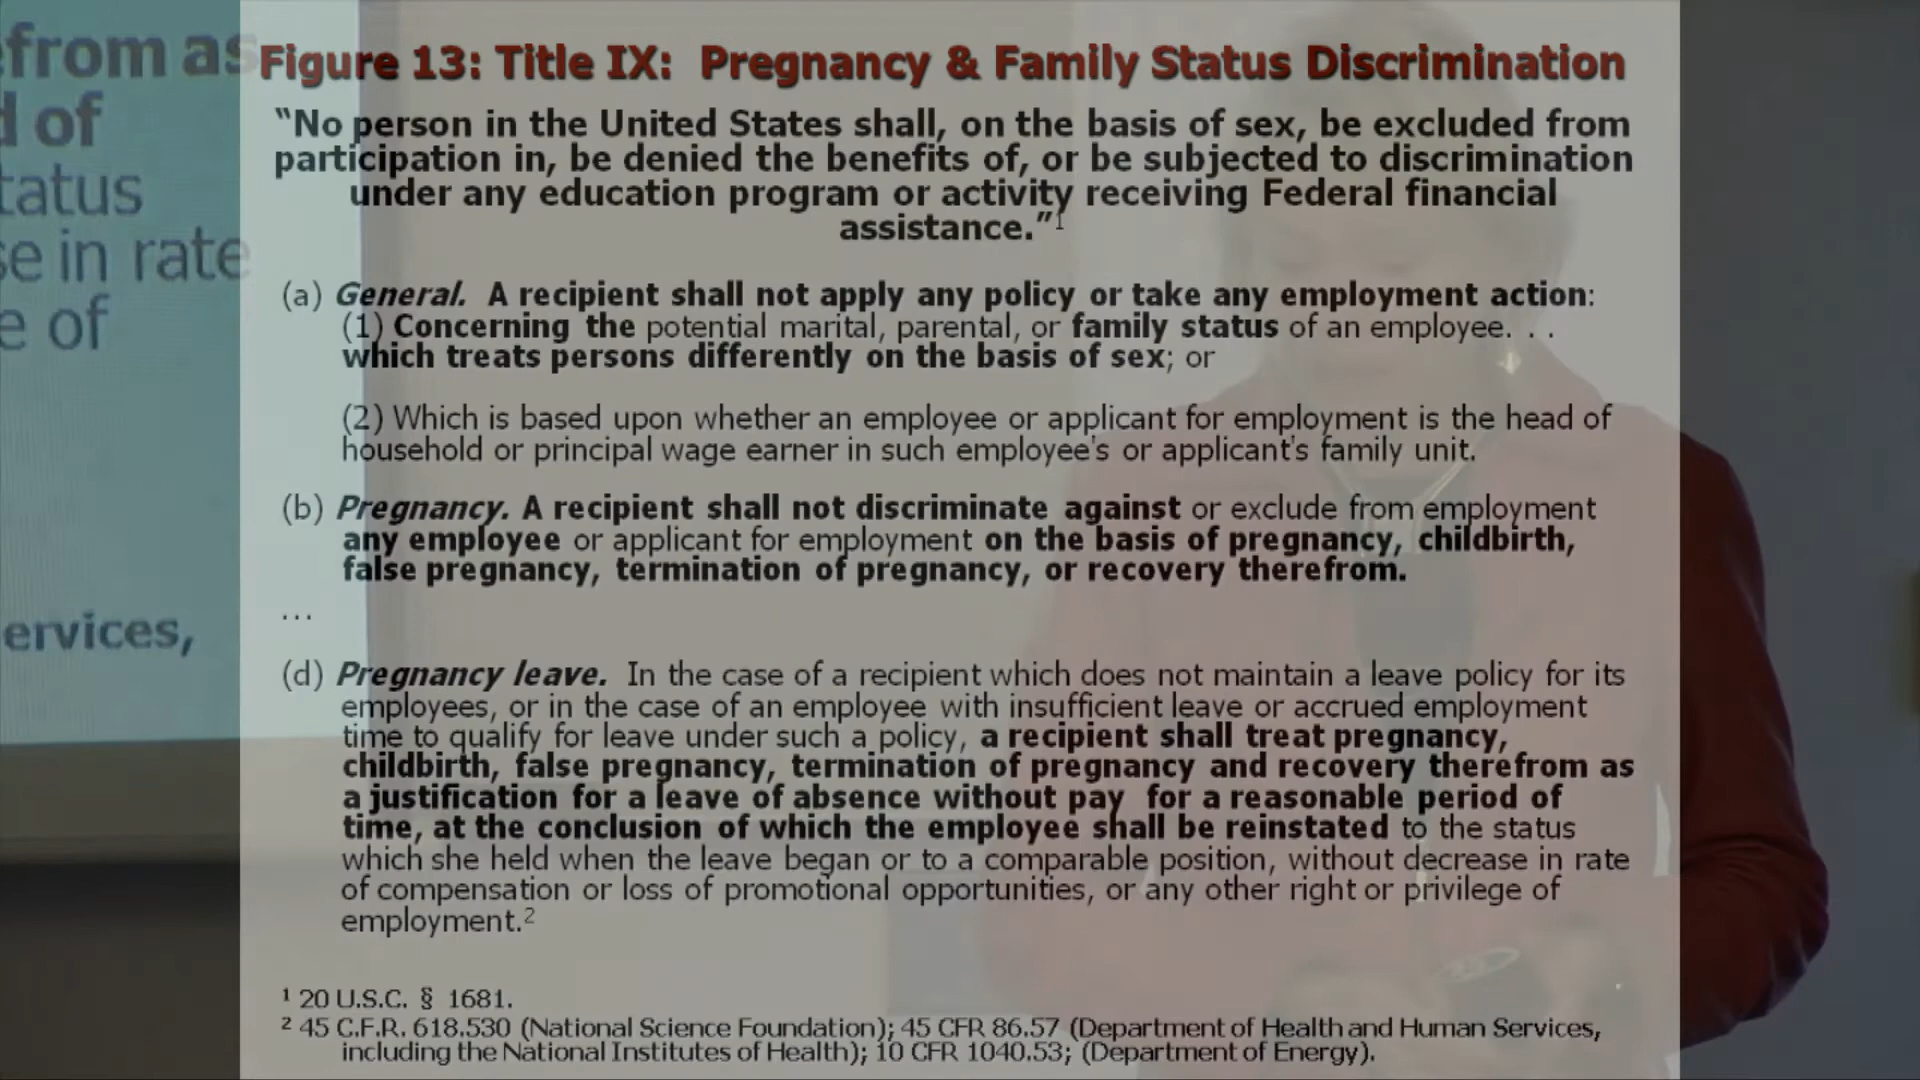 efrom as
d of
tatus
se in rate
e of
ervices,
Figure 13: Title IX:  Pregnancy & Family Status Discrimination
“No person in the United States shall, on the basis of sex, be excluded from
participation in, be denied the benefits of, or be subjected to discrimination
under any education program or activity receiving Federal financial
assistance.”1
(a) General.  A recipient shall not apply any policy or take any employment action:
(1) Concerning the potential marital, parental, or family status of an employee. . .
which treats persons differently on the basis of sex; or
(2) Which is based upon whether an employee or applicant for employment is the head of
household or principal wage earner in such employee's or applicant's family unit.
(b) Pregnancy. A recipient shall not discriminate against or exclude from employment
any employee or applicant for employment on the basis of pregnancy, childbirth,
false pregnancy, termination of pregnancy, or recovery therefrom.
...
(d) Pregnancy leave.  In the case of a recipient which does not maintain a leave policy for its
employees, or in the case of an employee with insufficient leave or accrued employment
time to qualify for leave under such a policy, a recipient shall treat pregnancy,
childbirth, false pregnancy, termination of pregnancy and recovery therefrom as
a justification for a leave of absence without pay  for a reasonable period of
time, at the conclusion of which the employee shall be reinstated to the status
which she held when the leave began or to a comparable position, without decrease in rate
of compensation or loss of promotional opportunities, or any other right or privilege of
employment.2
1 20 U.S.C. § 1681.
2 45 C.F.R. 618.530 (National Science Foundation); 45 CFR 86.57 (Department of Health and Human Services,
including the National Institutes of Health); 10 CFR 1040.53; (Department of Energy).